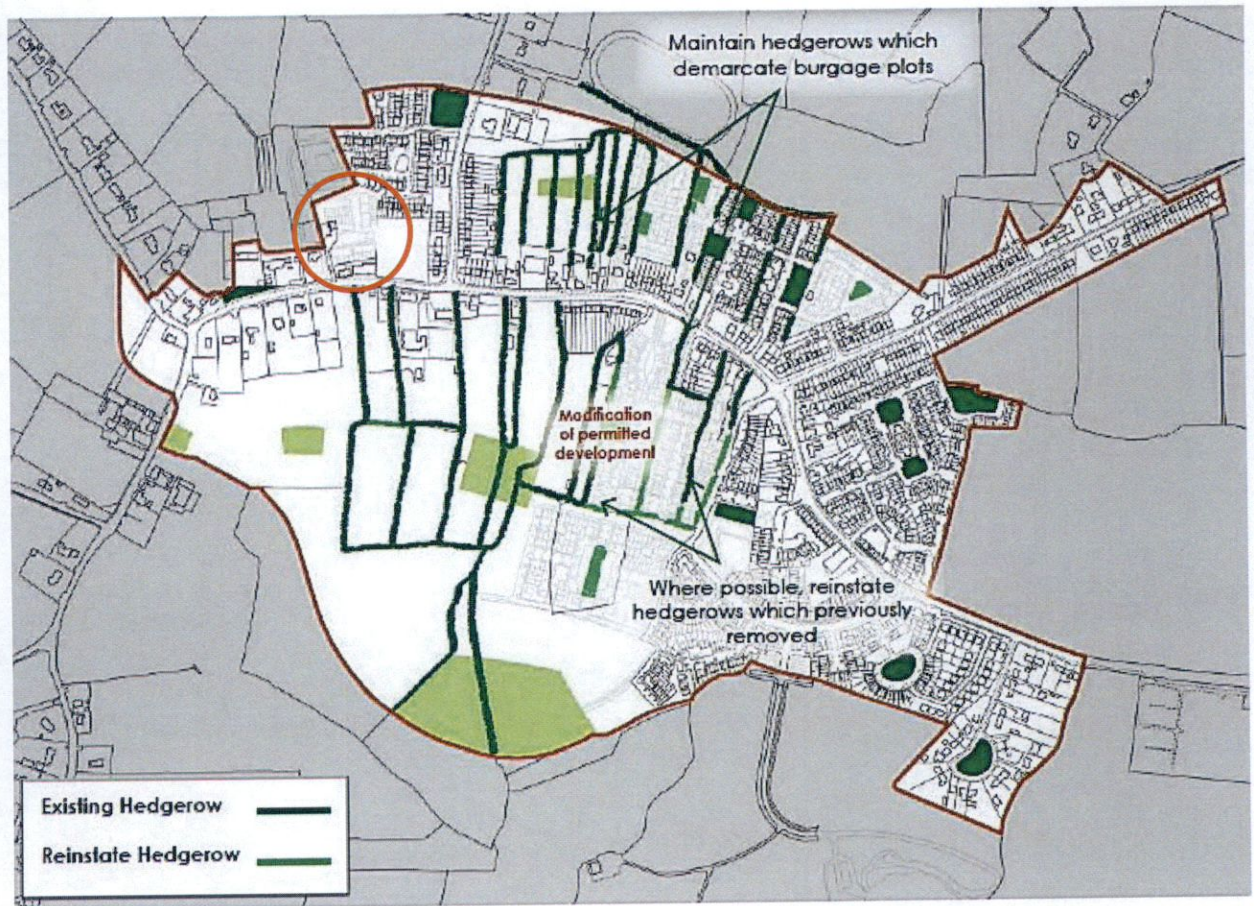 Maintain hedgerows which
demarcate burgage plots
Modification
of permitted
development
Where possible, reinstate
hedgerows which previously
removed
Existing Hedgerow
Reinstate Hedgerow